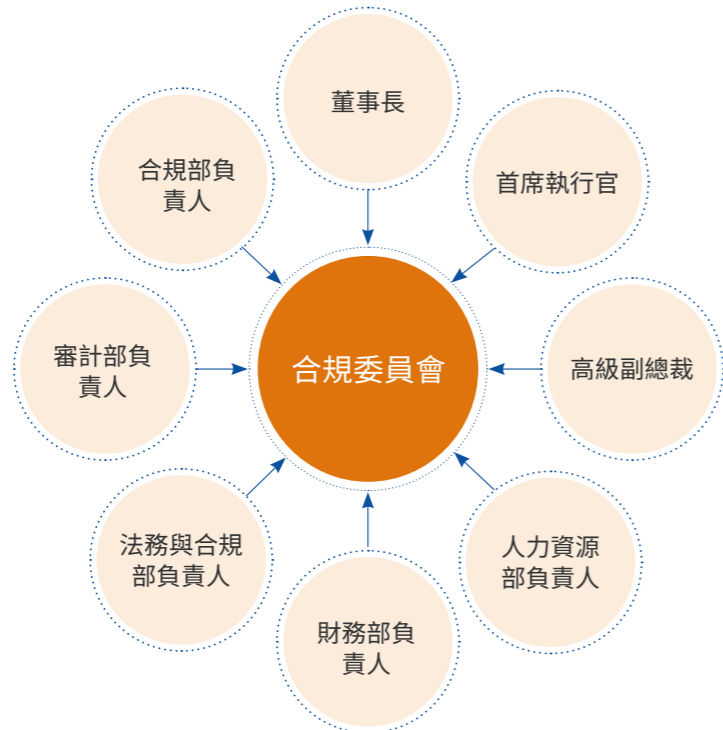 董事長
首席執行官
高級副總裁
人力資源
部負責人
財務部負
責人
法務與合規
部負責人
審計部負
責人
合規部負
責人
合規委員會